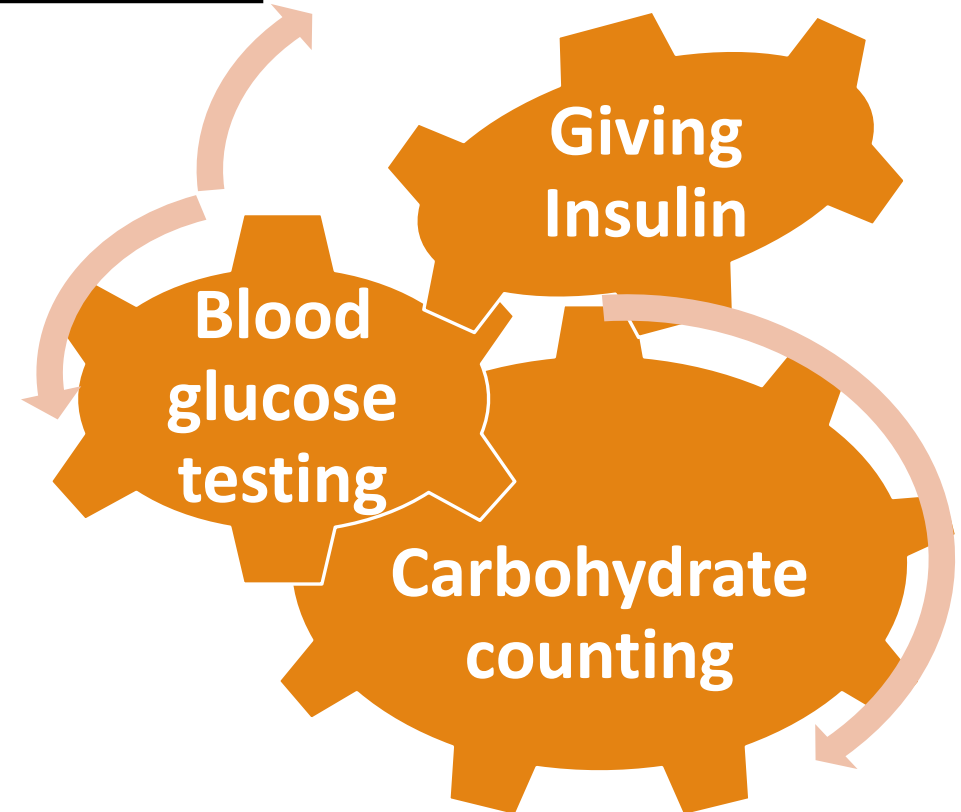 Giving
Insulin
Blood
glucose
testing
Carbohydrate
counting